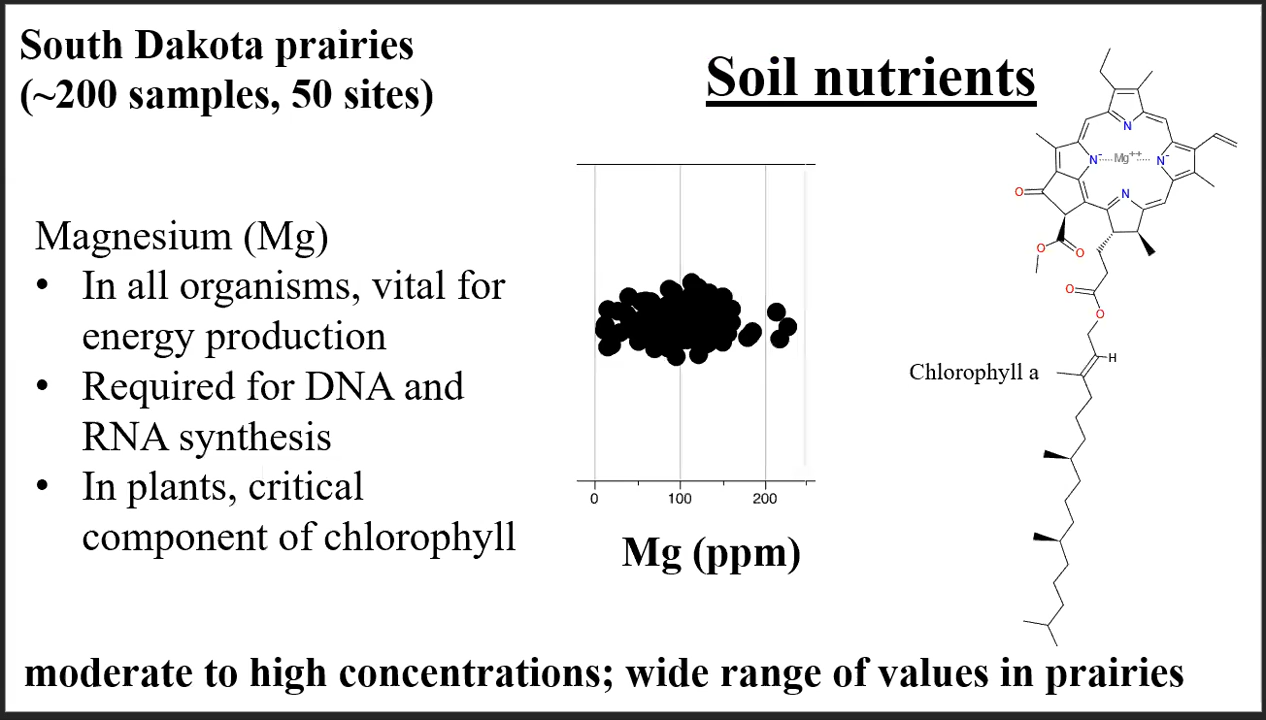 South Dakota prairies
(~200 samples, 50 sites)
Soil nutrients
Magnesium (Mg)
• In all organisms, vital for
energy production
• Required for DNA and
RNA synthesis
• In plants, critical
component of chlorophyll
0 100 200
Mg (ppm)
N
N⁻ Mg⁺⁺ N⁻
N
O
O
O
O
O
H
Chlorophyll a
moderate to high concentrations; wide range of values in prairies